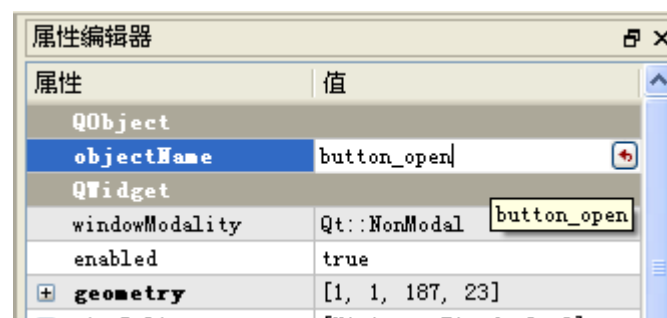 属性编辑器
属性 值
QObject
objectName button_open
QWidget
windowModality Qt::NonModal
button_open
enabled true
geometry [1, 1, 187, 23]